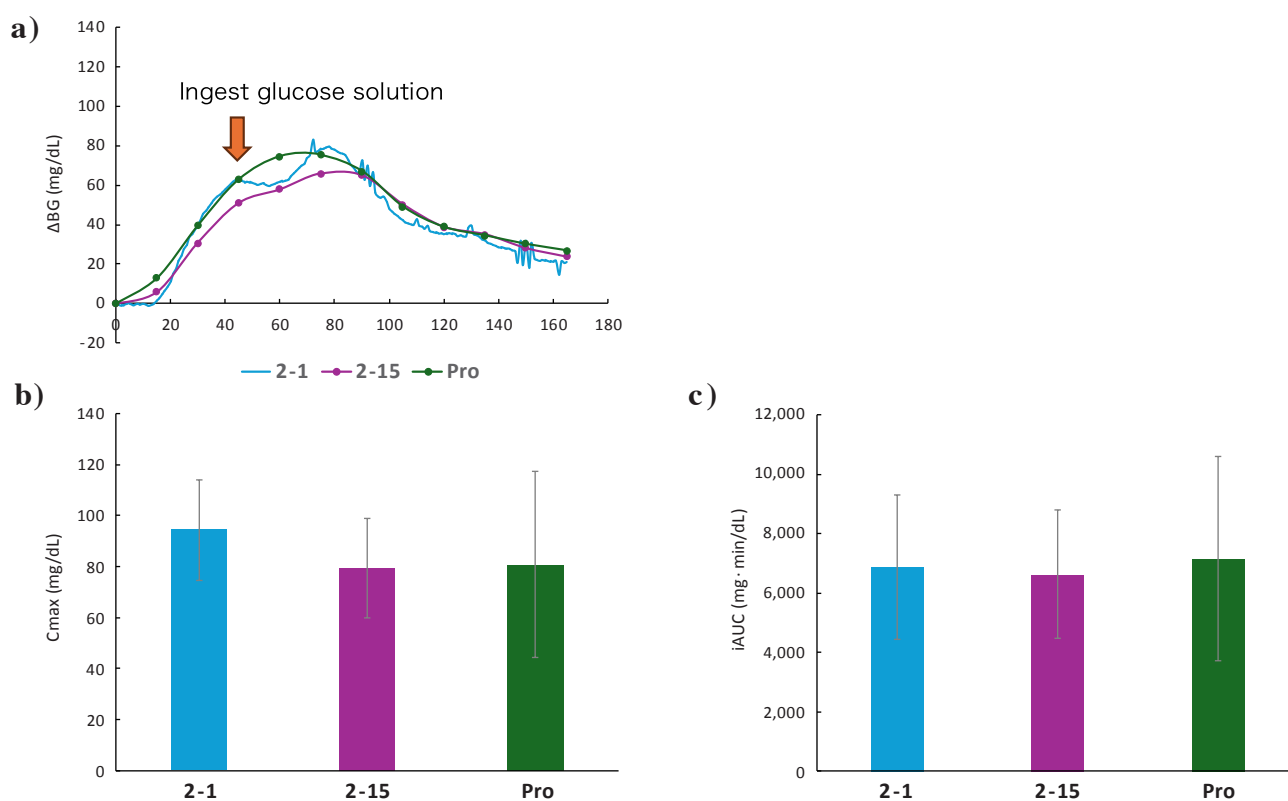 a)
140
120
100
80
60
40
20
0
-20
ΔBG (mg/dL)
Ingest glucose solution
0 20 40 60 80 100 120 140 160 180
2-1 2-15 Pro
b)
140
120
100
80
60
40
20
0
Cmax (mg/dL)
2-1 2-15 Pro
c)
12,000
10,000
8,000
6,000
4,000
2,000
0
iAUC (mg· min/dL)
2-1 2-15 Pro